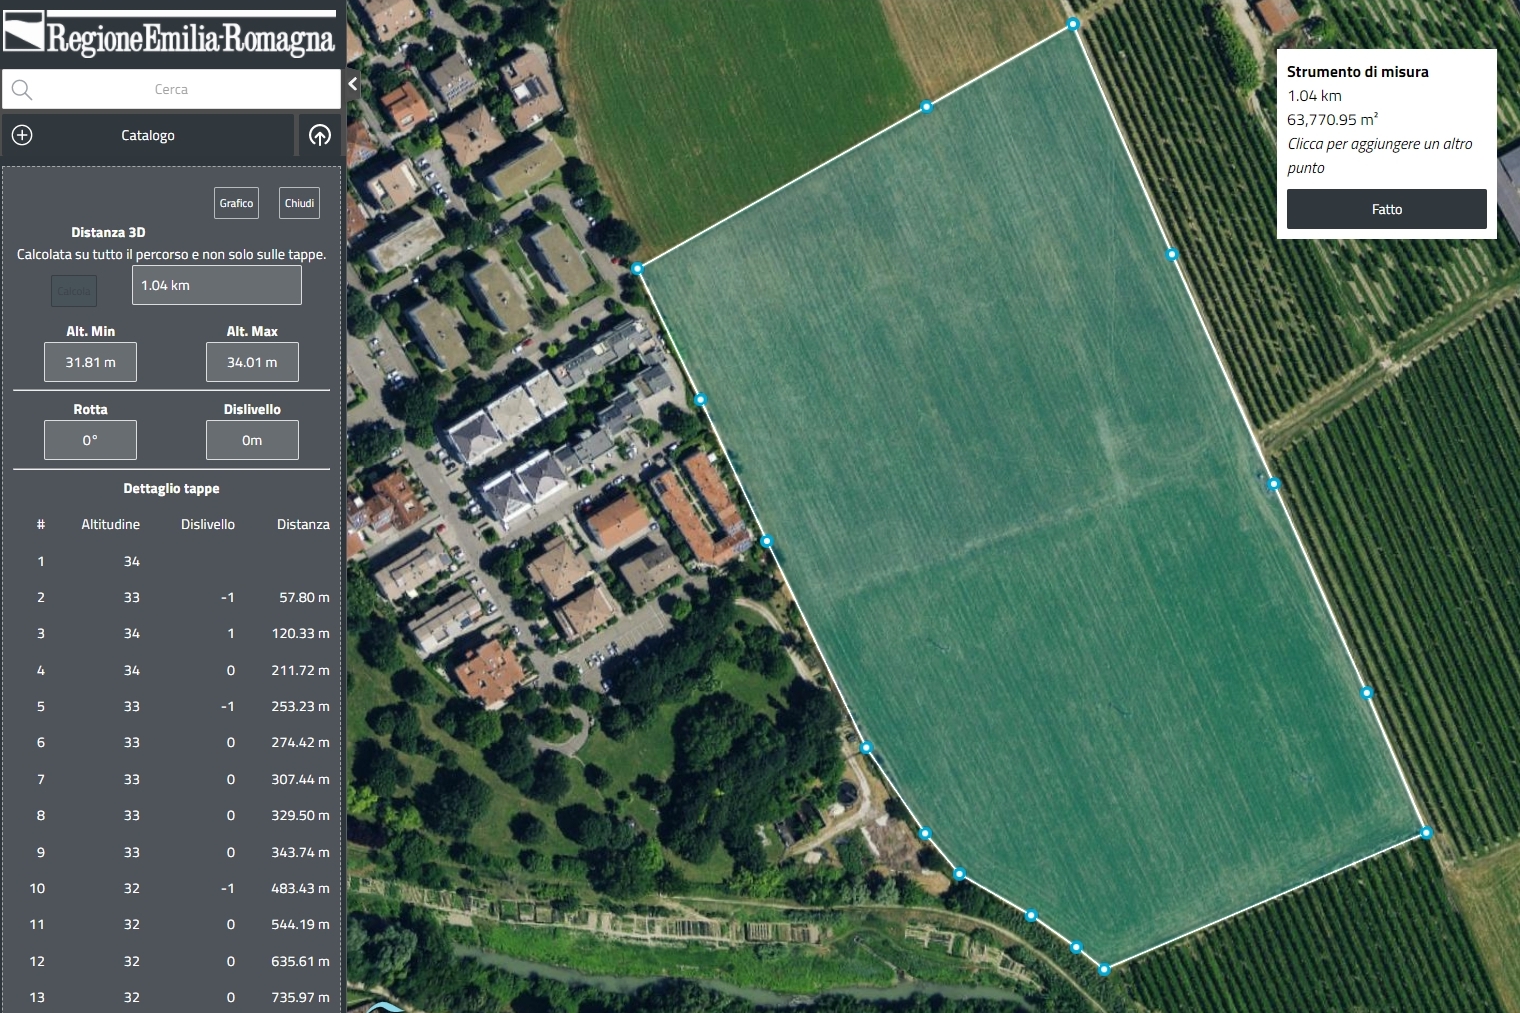 RegioneEmilia-Romagna
Cerca
Catalogo
Grafico
Chiudi
Distanza 3D
Calcolata su tutto il percorso e non solo sulle tappe.
Calcola
1.04 km
Alt. Min
Alt. Max
31.81 m
34.01 m
Rotta
Dislivello
0°
0m
Dettaglio tappe
# Altitudine Dislivello Distanza
1 34
2 33 -1 57.80 m
3 34 1 120.33 m
4 34 0 211.72 m
5 33 -1 253.23 m
6 33 0 274.42 m
7 33 0 307.44 m
8 33 0 329.50 m
9 33 0 343.74 m
10 32 -1 483.43 m
11 32 0 544.19 m
12 32 0 635.61 m
13 32 0 735.97 m
Strumento di misura
1.04 km
63,770.95 m²
Clicca per aggiungere un altro
punto
Fatto